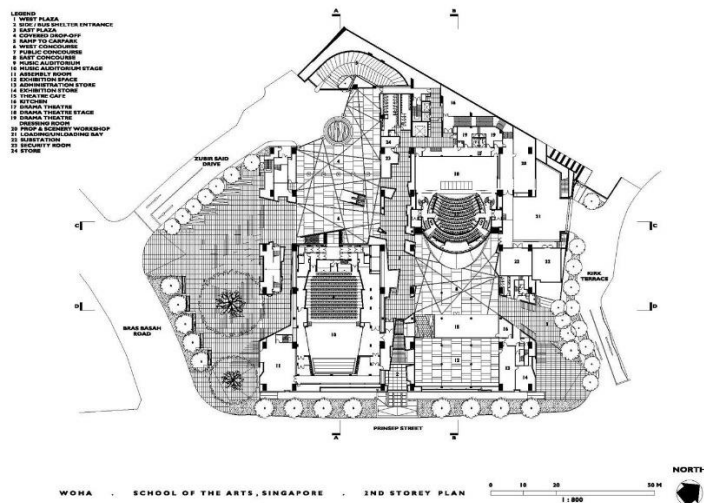 LEGEND
1 WEST PLAZA
2 SIDE / BUS SHELTER ENTRANCE
3 EAST PLAZA
4 COVERED DROP-OFF
5 RAMP TO CARPARK
6 WEST CONCOURSE
7 PUBLIC CONCOURSE
8 EAST CONCOURSE
9 MUSIC AUDITORIUM
10 MUSIC AUDITORIUM STAGE
11 ASSEMBLY ROOM
12 EXHIBITION SPACE
13 ADMINISTRATION STORE
14 EXHIBITION STORE
15 THEATRE CAFE
16 KITCHEN
17 DRAMA THEATRE
18 DRAMA THEATRE STAGE
19 DRAMA THEATRE
DRESSING ROOM
20 PROP & SCENERY WORKSHOP
21 LOADING/UNLOADING BAY
22 SUBSTATION
23 SECURITY ROOM
24 STORE
A
B
ZUBIR SAID
DRIVE
C
C
KIRK
TERRACE
D
D
BRAS BASAH
ROAD
A
B
PRINSEP STREET
NORTH
WOHA . SCHOOL OF THE ARTS, SINGAPORE . 2ND STOREY PLAN
0 10 20 50 M
1 : 800